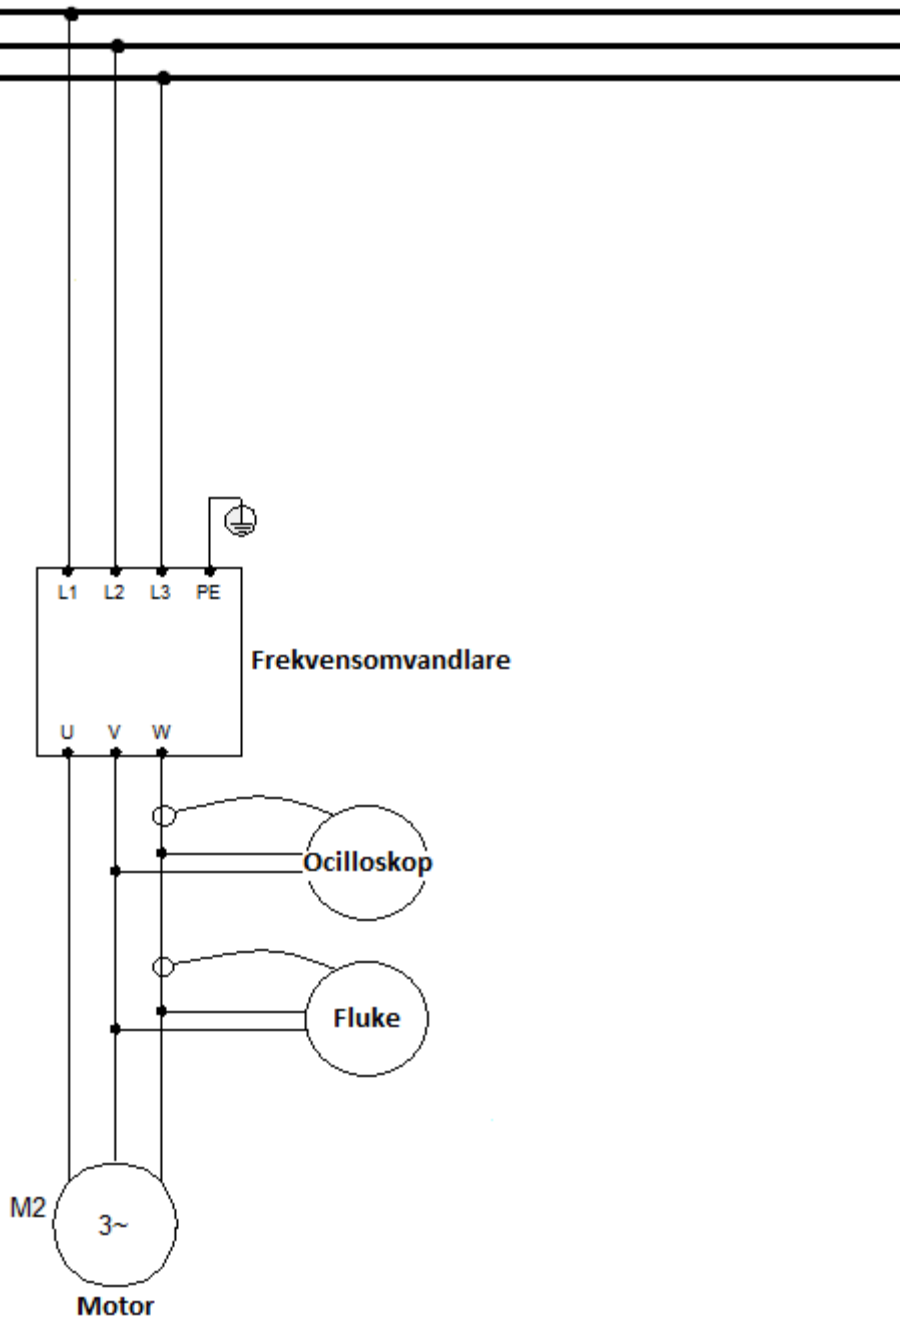 L1 L2 L3 PE
Frekvensomvandlare
U V W
Ocilloskop
Fluke
M2
3~
Motor